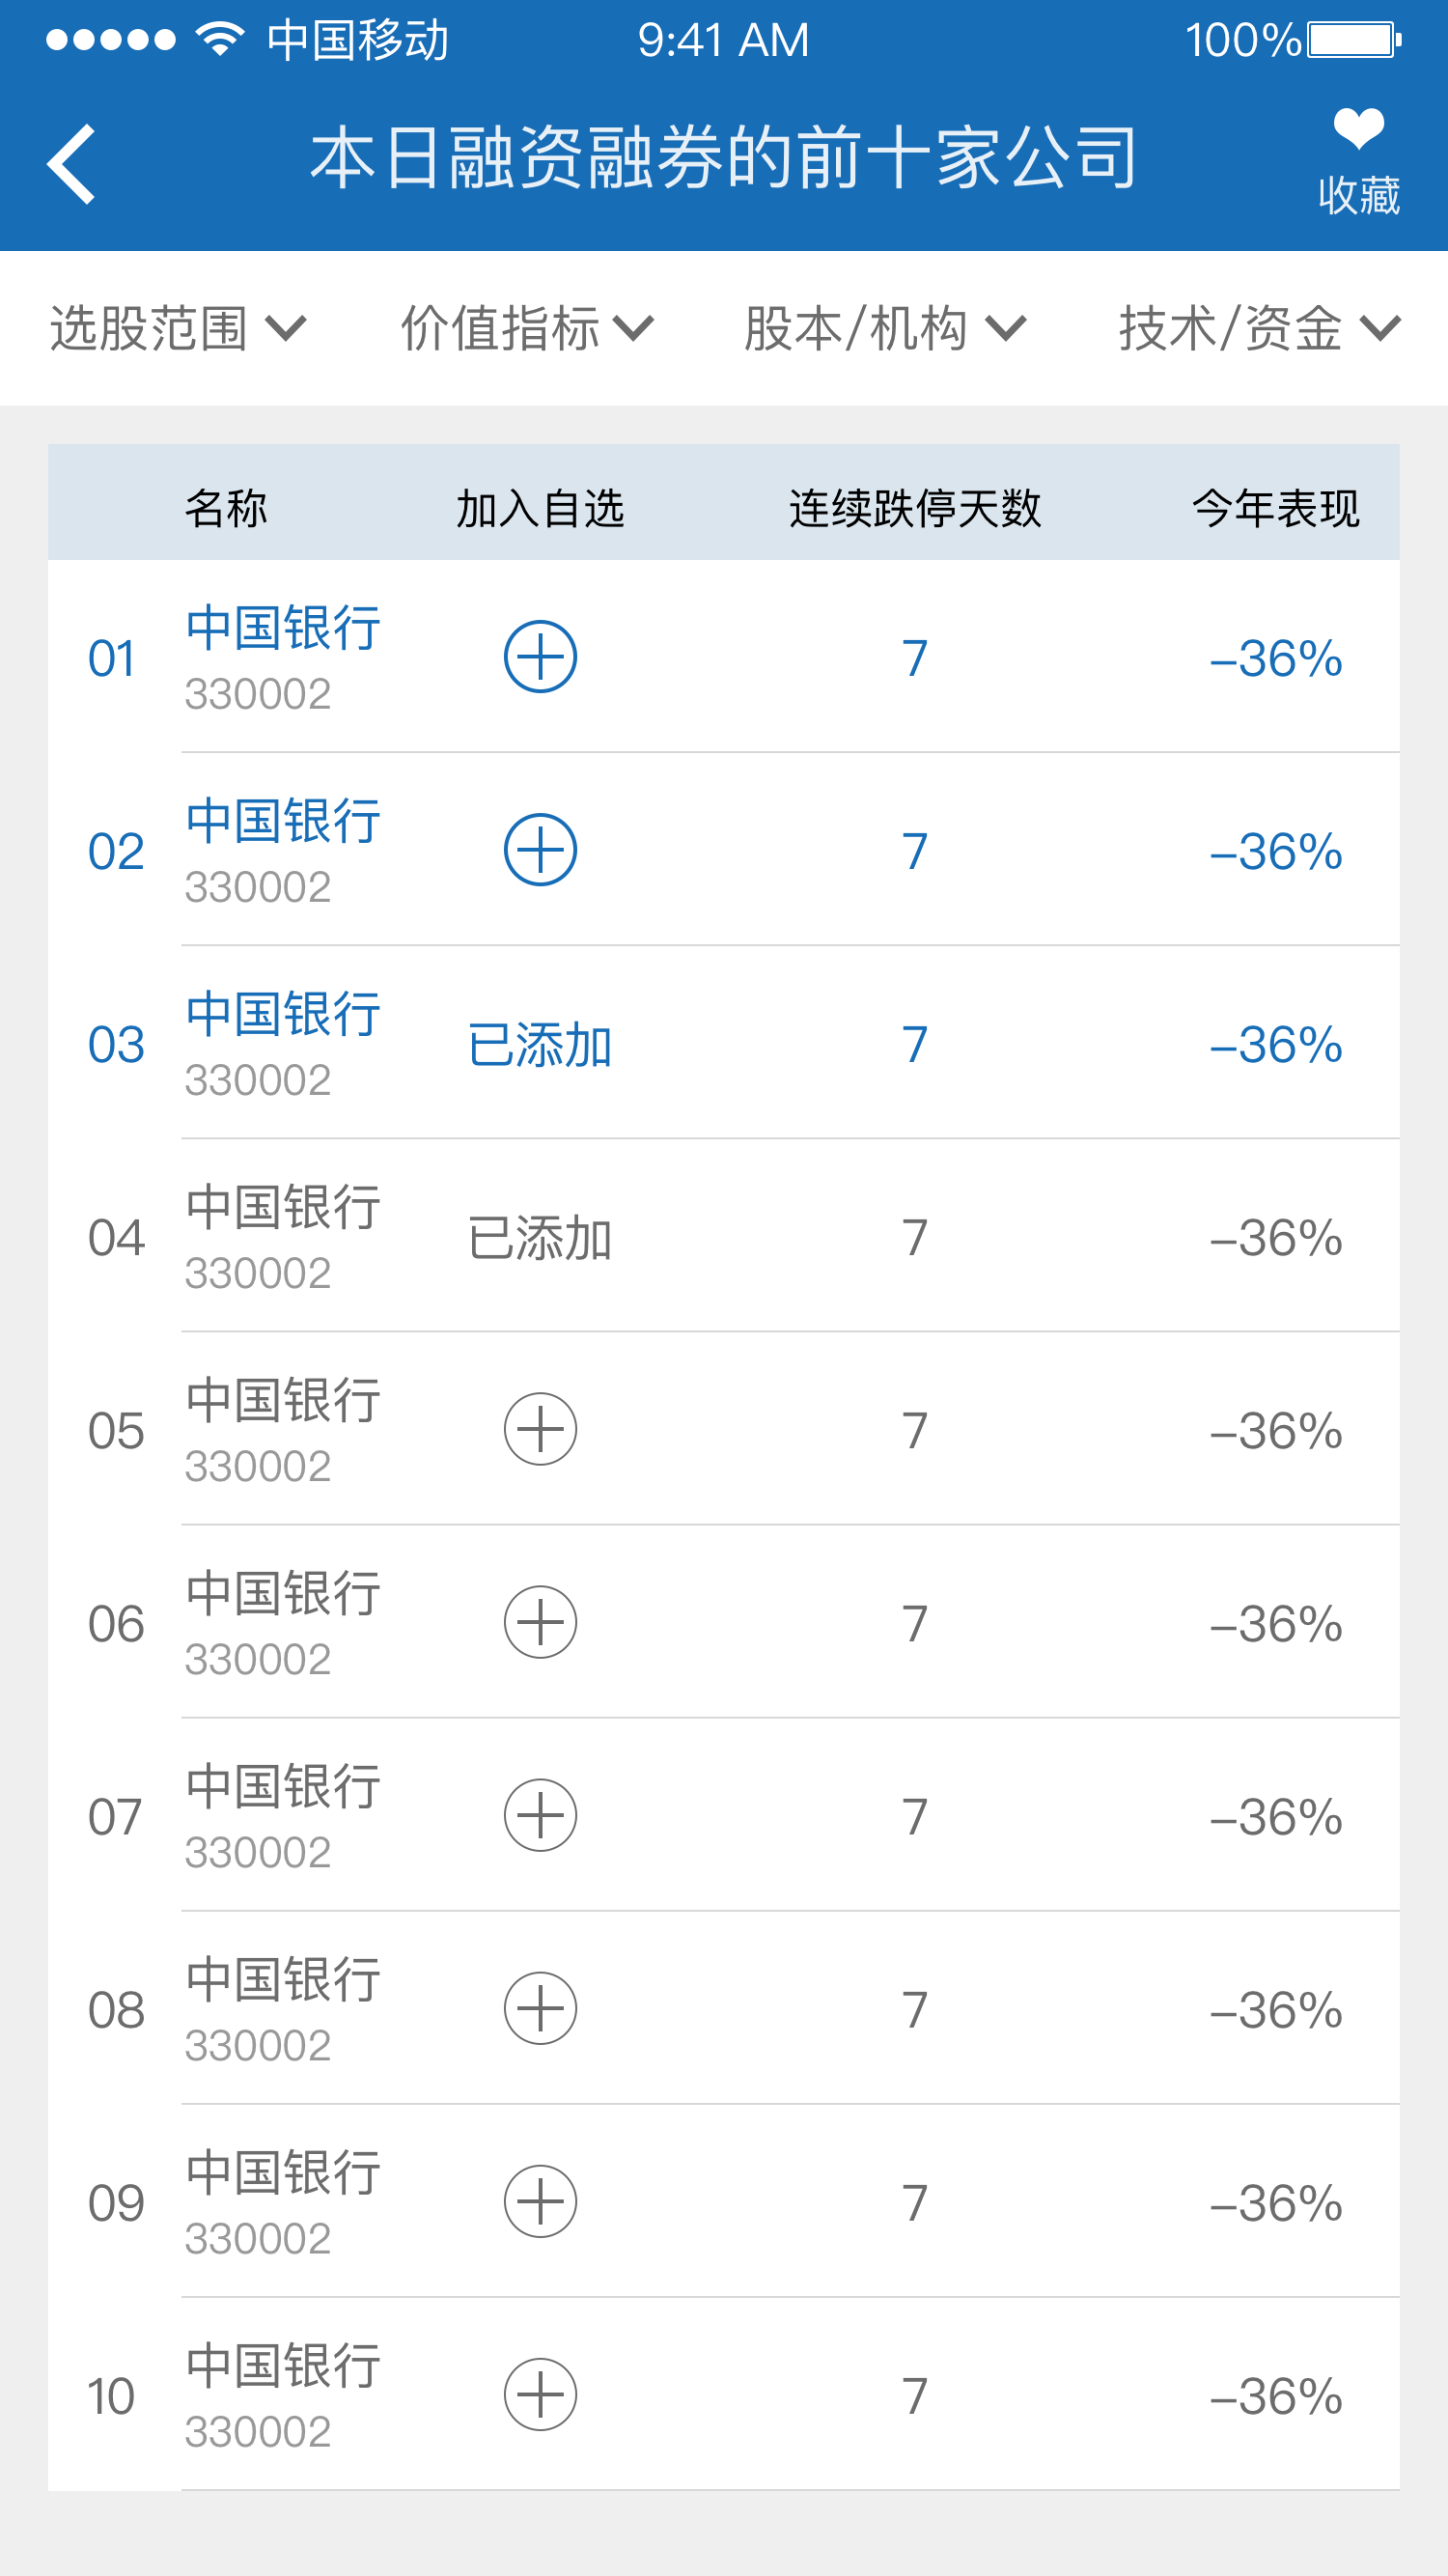 中国移动 9:41 AM 100%
本日融资融券的前十家公司
收藏
选股范围 价值指标 股本/机构 技术/资金
名称 加入自选 连续跌停天数 今年表现
01 中国银行 7 –36%
330002
02 中国银行 7 –36%
330002
03 中国银行 已添加 7 –36%
330002
04 中国银行 已添加 7 –36%
330002
05 中国银行 7 –36%
330002
06 中国银行 7 –36%
330002
07 中国银行 7 –36%
330002
08 中国银行 7 –36%
330002
09 中国银行 7 –36%
330002
10 中国银行 7 –36%
330002